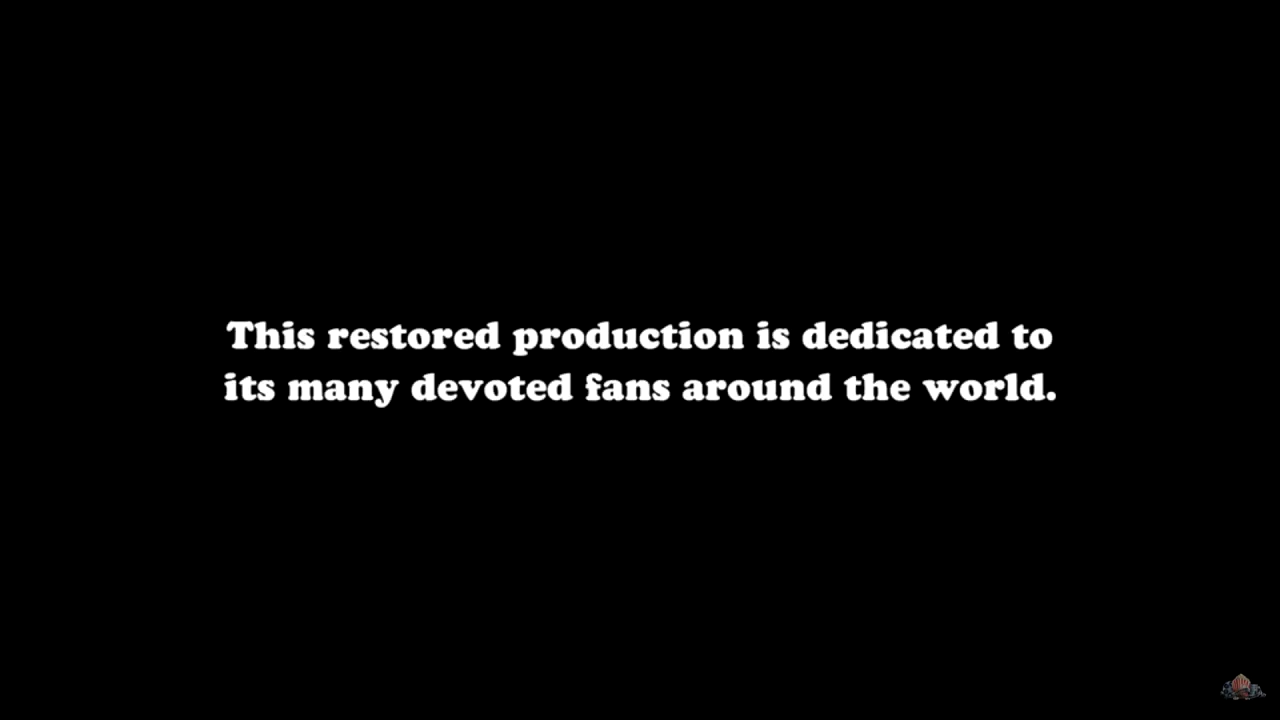 This restored production is dedicated to
its many devoted fans around the world.